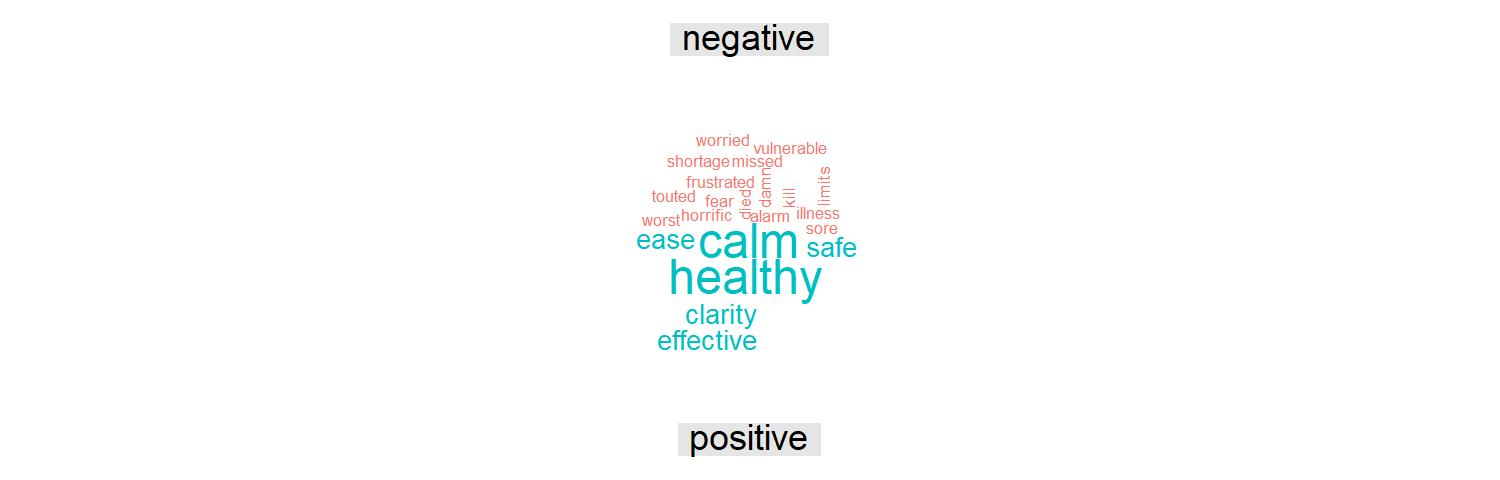 negative
worried
vulnerable
shortage missed
frustrated
damn
kill
limits
touted
fear
died
worst horrific
alarm
illness
sore
ease calm safe
healthy
clarity
effective
positive